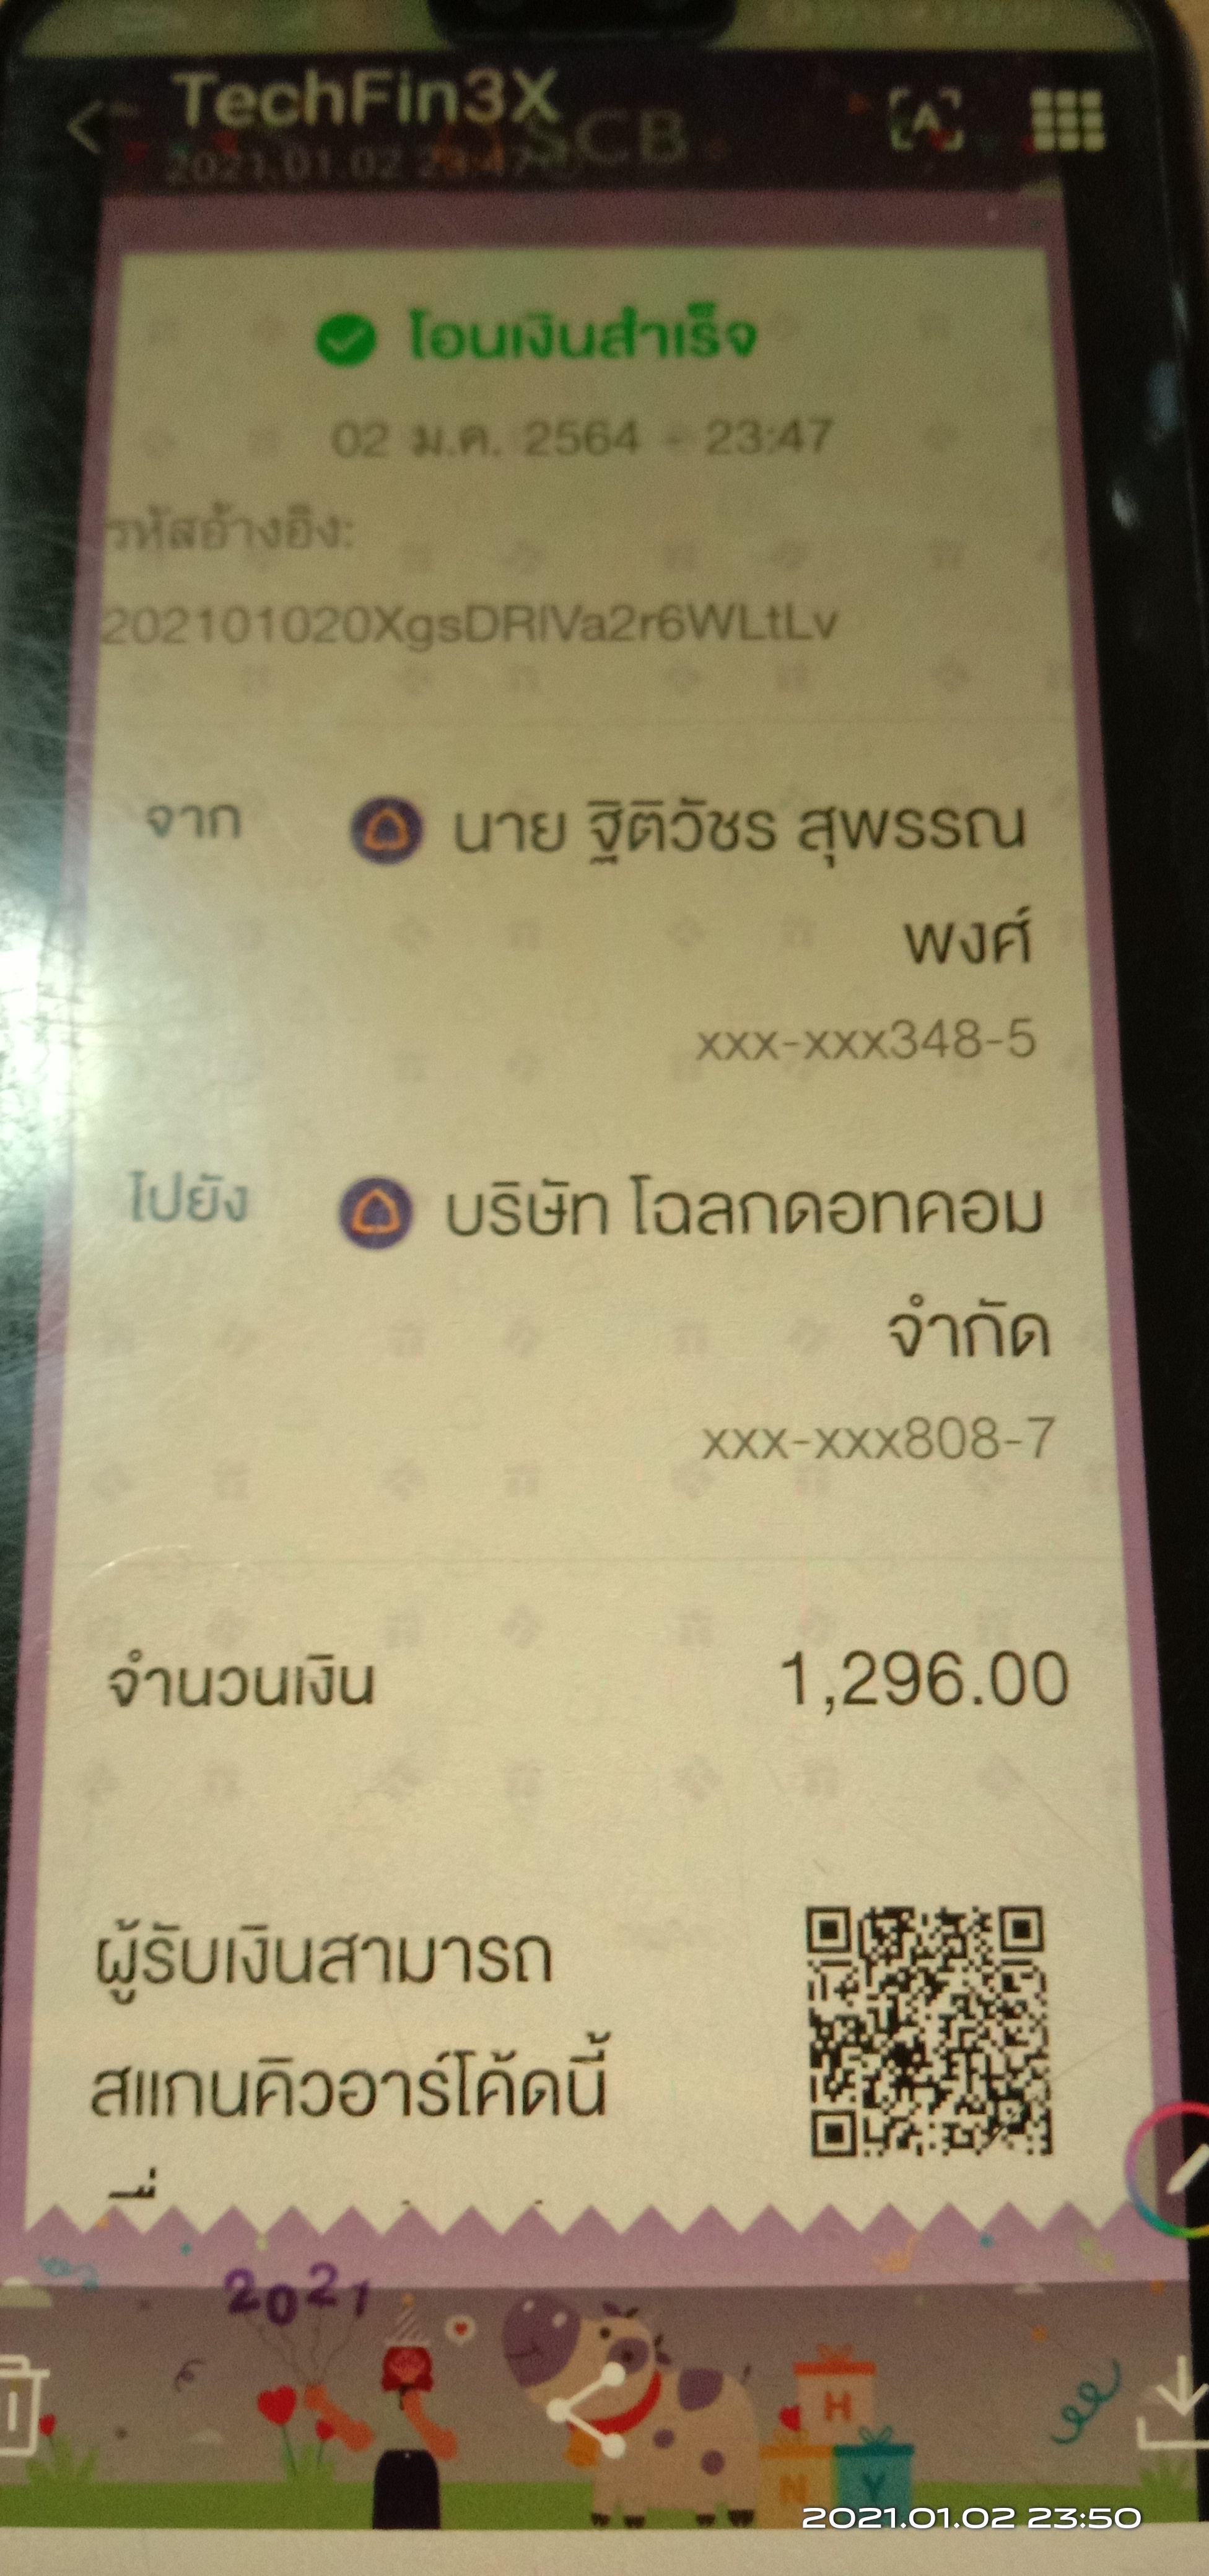 TechFin3X
SCB
2021.01.02 23:47
โอนเงินสำเร็จ
02 ม.ค. 2564 - 23:47
รหัสอ้างอิง:
202101020XgsDRlVa2r6WLtLv
จาก นาย ฐิติวัชร สุพรรณ
พงศ์
xxx-xxx348-5
ไปยัง บริษัท โฉลกดอทคอม
จำกัด
xxx-xxx808-7
จำนวนเงิน 1,296.00
ผู้รับเงินสามารถ
สแกนคิวอาร์โค้ดนี้
2021
H
N Y
2021.01.02 23:50